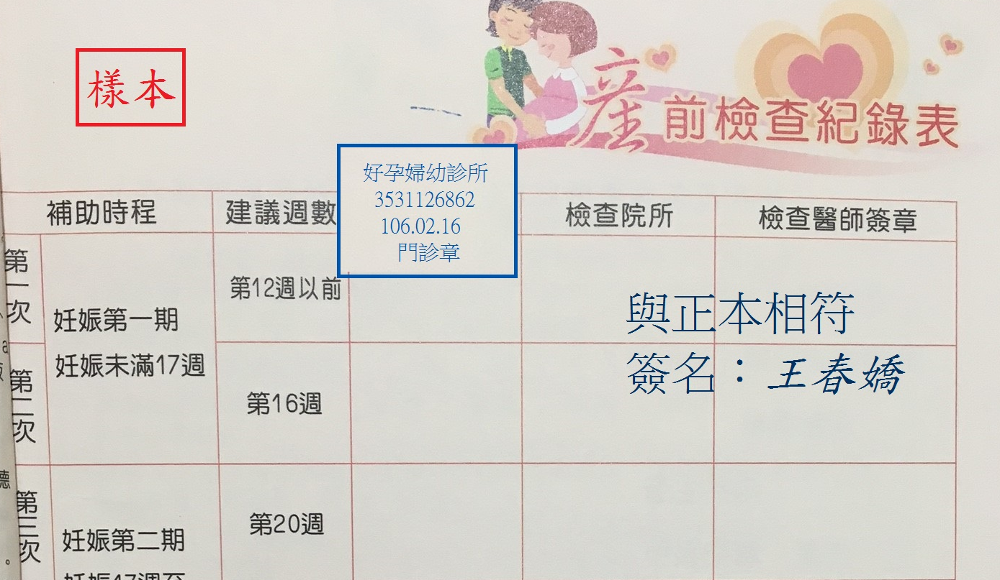 樣本
產前檢查紀錄表
好孕婦幼診所
3531126862
106.02.16
門診章
補助時程
建議週數
檢查院所
檢查醫師簽章
第一次
妊娠第一期
妊娠未滿17週
第12週以前
與正本相符
簽名：王春嬌
第二次
第16週
第三次
妊娠第二期
第20週
妊娠17週至